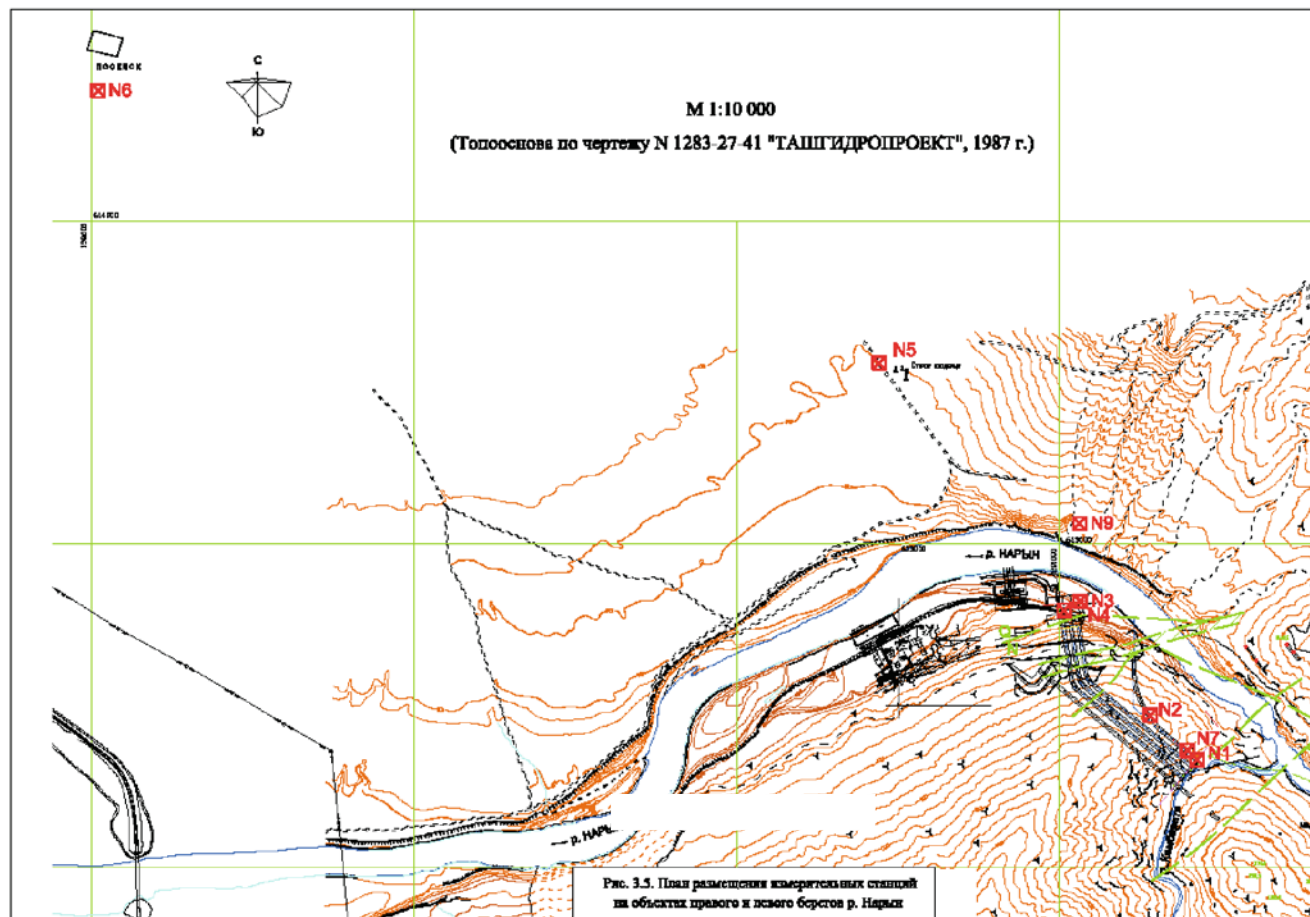 С
N6
Ю
М 1:10 000
(Топооснова по чертежу N 1283-27-41 "ТАШГИДРОПРОЕКТ", 1987 г.)
N5
N9
р. НАРЫН
N3
N4
N2
N7
N1
р. НАРЫ
Рис. 3.5. План размещения измерительных станций
на объектах правого и левого берегов р. Нарын